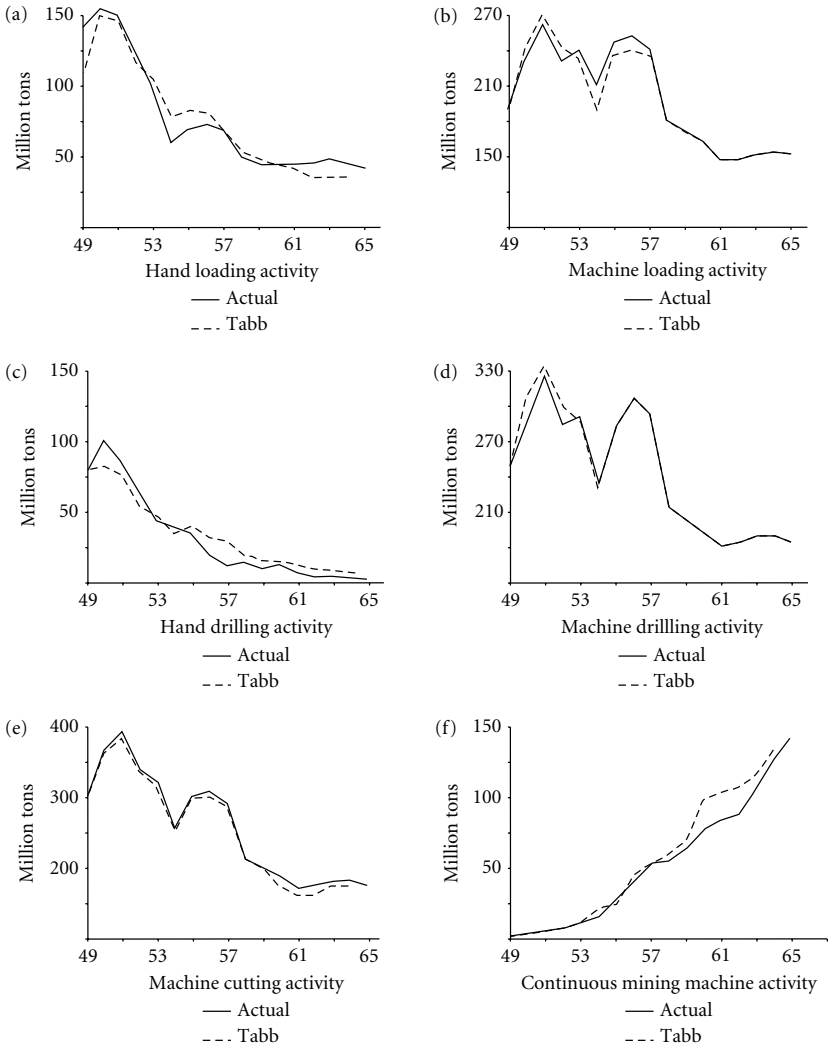 (a)
150
100
50
Million tons
49 53 57 61 65
Hand loading activity
Actual
Tabb
(b)
270
210
150
Million tons
49 53 57 61 65
Machine loading activity
Actual
Tabb
(c)
150
100
50
Million tons
49 53 57 61 65
Hand drilling activity
Actual
Tabb
(d)
330
270
210
Million tons
49 53 57 61 65
Machine drillling activity
Actual
Tabb
(e)
400
300
200
Million tons
49 53 57 61 65
Machine cutting activity
Actual
Tabb
(f)
150
100
50
Million tons
49 53 57 61 65
Continuous mining machine activity
Actual
Tabb